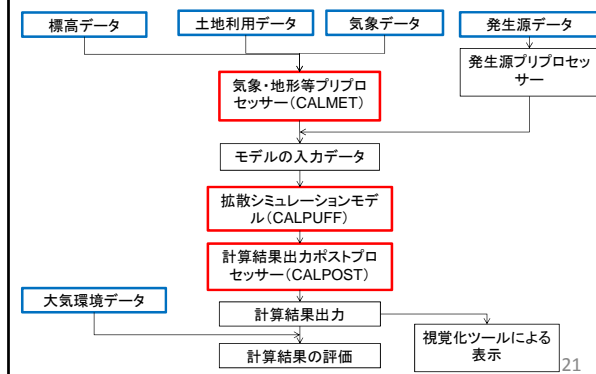 標高データ
土地利用データ
気象データ
発生源データ
気象・地形等プリプロ
セッサー(CALMET)
発生源プリプロセッ
サー
モデルの入力データ
拡散シミュレーションモデ
ル(CALPUFF)
計算結果出力ポストプロ
セッサー(CALPOST)
大気環境データ
計算結果出力
視覚化ツールによる
表示
計算結果の評価
21